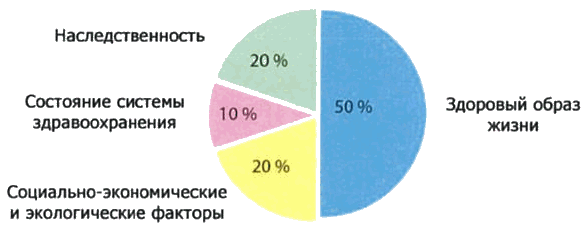 Наследственность
20 %
Состояние системы
здравоохранения
10 %
50 %
Здоровый образ
жизни
20 %
Социально-экономические
и экологические факторы